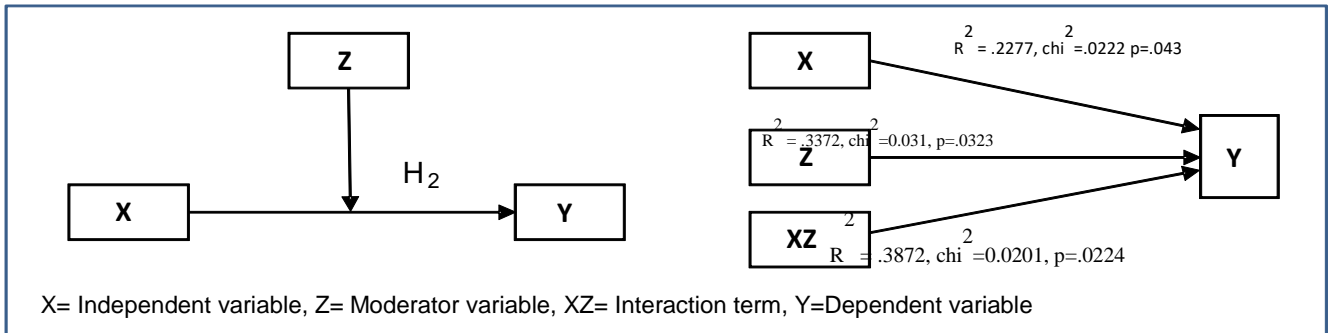 Z
X
H2
Y
X
R2 = .2277, chi2=.0222 p=.043
Z
R2 = .3372, chi2=0.031, p=.0323
Y
XZ
R2 = .3872, chi2=0.0201, p=.0224
X= Independent variable, Z= Moderator variable, XZ= Interaction term, Y=Dependent variable